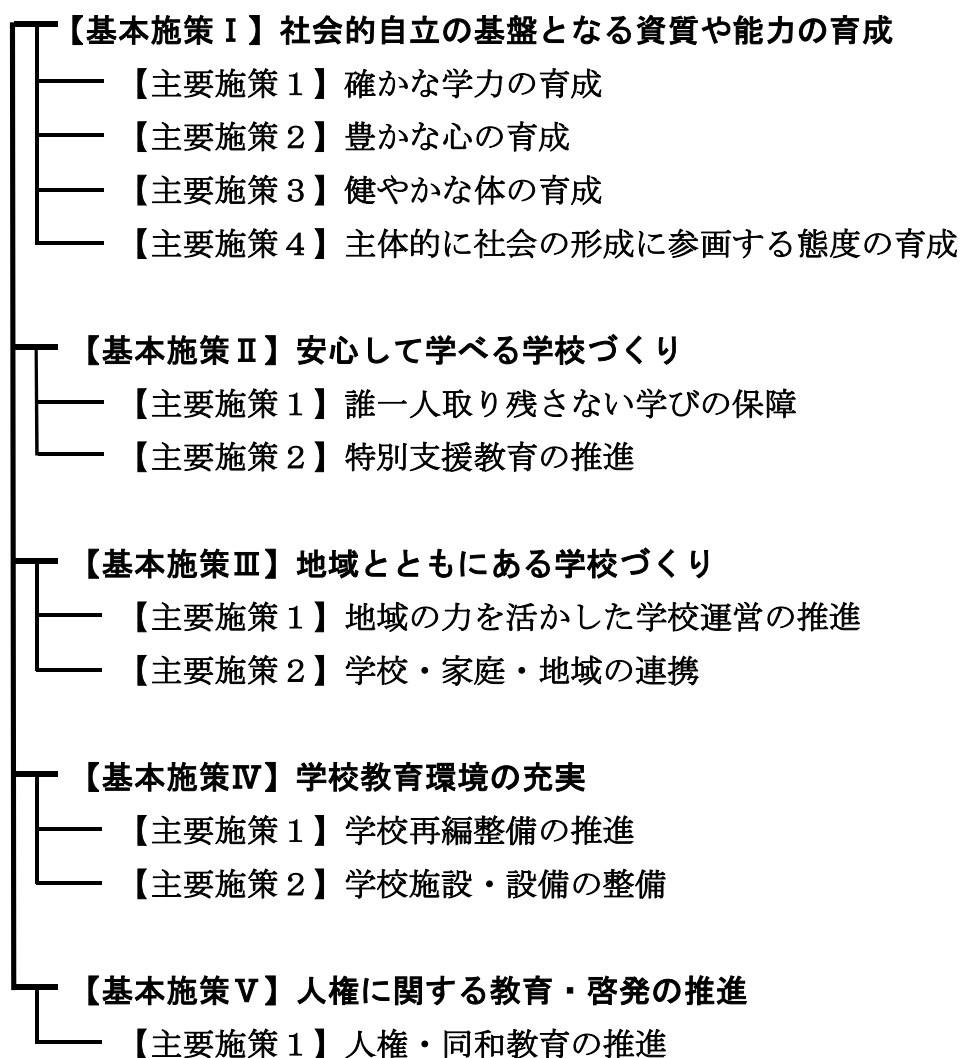 【基本施策Ⅰ】社会的自立の基盤となる資質や能力の育成
【主要施策１】確かな学力の育成
【主要施策２】豊かな心の育成
【主要施策３】健やかな体の育成
【主要施策４】主体的に社会の形成に参画する態度の育成
【基本施策Ⅱ】安心して学べる学校づくり
【主要施策１】誰一人取り残さない学びの保障
【主要施策２】特別支援教育の推進
【基本施策Ⅲ】地域とともにある学校づくり
【主要施策１】地域の力を活かした学校運営の推進
【主要施策２】学校・家庭・地域の連携
【基本施策Ⅳ】学校教育環境の充実
【主要施策１】学校再編整備の推進
【主要施策２】学校施設・設備の整備
【基本施策Ⅴ】人権に関する教育・啓発の推進
【主要施策１】人権・同和教育の推進